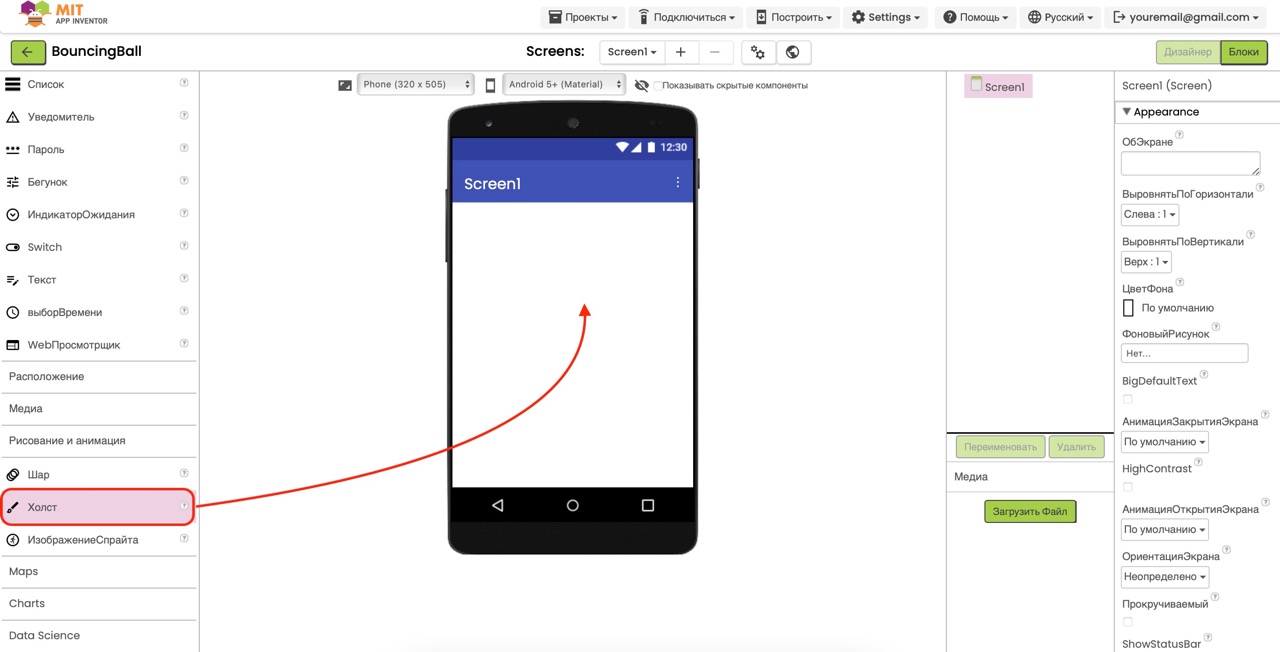 MIT
APP INVENTOR
Проекты
Подключиться
Построить
Settings
Помощь
Русский
youremail@gmail.com
BouncingBall
Screens:
Screen1
Дизайнер
Блоки
Список
Уведомитель
Пароль
Бегунок
ИндикаторОжидания
Switch
Текст
выборВремени
WebПросмотрщик
Расположение
Медиа
Рисование и анимация
Шар
Холст
ИзображениеСпрайта
Maps
Charts
Data Science
Phone (320 x 505)
Android 5+ (Material)
Показывать скрытые компоненты
12:30
Screen1
Screen1
Переименовать
Удалить
Медиа
Загрузить Файл
Screen1 (Screen)
Appearance
ОбЭкране
ВыровнятьПоГоризонтали
Слева : 1
ВыровнятьПоВертикали
Верх : 1
ЦветФона
По умолчанию
ФоновыйРисунок
Нет...
BigDefaultText
АнимацияЗакрытияЭкрана
По умолчанию
HighContrast
АнимацияОткрытияЭкрана
По умолчанию
ОриентацияЭкрана
Неопределено
Прокручиваемый
ShowStatusBar